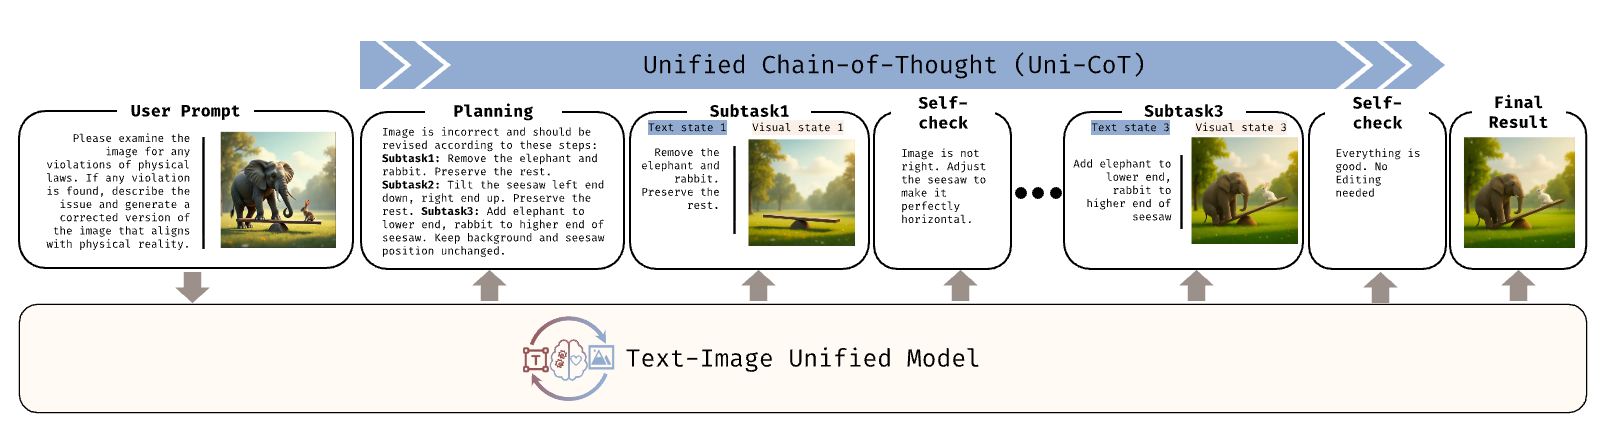 Unified Chain-of-Thought (Uni-CoT)
User Prompt
Please examine the
image for any
violations of physical
laws. If any violation
is found, describe the
issue and generate a
corrected version of
the image that aligns
with physical reality.
Planning
Image is incorrect and should be
revised according to these steps:
Subtask1: Remove the elephant and
rabbit. Preserve the rest.
Subtask2: Tilt the seesaw left end
down, right end up. Preserve the
rest. Subtask3: Add elephant to
lower end, rabbit to higher end of
seesaw. Keep background and seesaw
position unchanged.
Subtask1
Text state 1
Visual state 1
Remove the
elephant and
rabbit.
Preserve the
rest.
Self-
check
Image is not
right. Adjust
the seesaw to
make it
perfectly
horizontal.
Subtask3
Text state 3
Visual state 3
Add elephant to
lower end,
rabbit to
higher end of
seesaw
Self-
check
Everything is
good. No
Editing
needed
Final
Result
T
Text-Image Unified Model